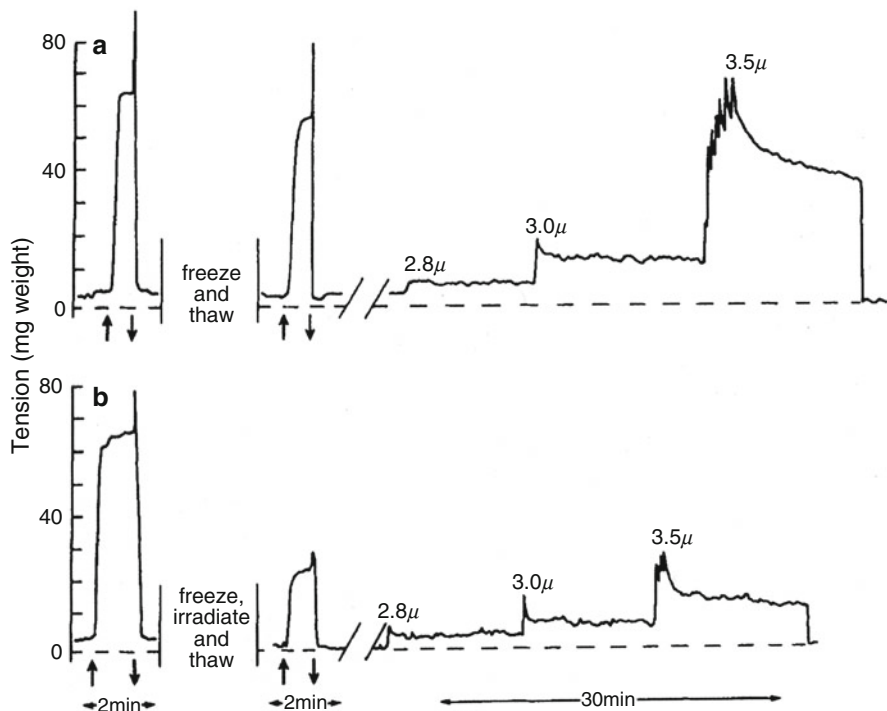 80
a
3.5μ
40
3.0μ
2.8μ
freeze
and
thaw
0
Tension (mg weight)
80
b
40
3.5μ
3.0μ
2.8μ
freeze,
irradiate
and
thaw
0
2min
2min
30min